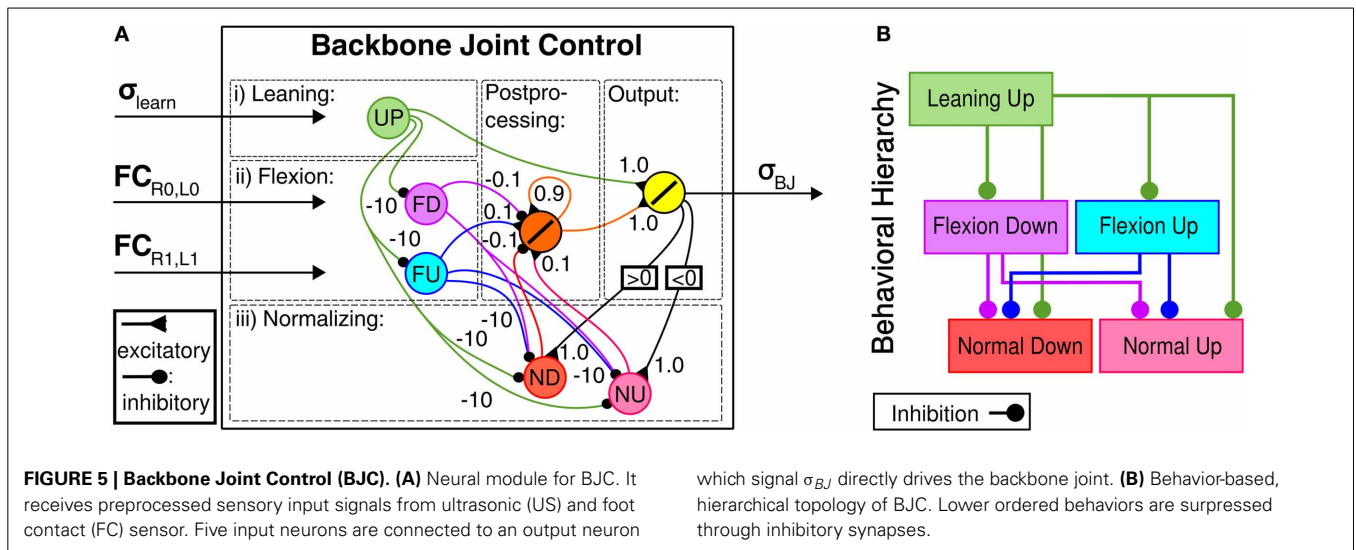 A
Backbone Joint Control
B
σlearn
i) Leaning:
Postpro-
cessing:
Output:
UP
FCR0,L0
ii) Flexion:
FD
-10
-0.1
0.9
1.0
1.0
σBJ
FCR1,L1
FU
-10
0.1
-0.1
0.1
>0
<0
iii) Normalizing:
-10
-10
ND
1.0
-10
NU
1.0
-10
excitatory
:
inhibitory
Behavioral Hierarchy
Leaning Up
Flexion Down
Flexion Up
Normal Down
Normal Up
Inhibition
FIGURE 5 | Backbone Joint Control (BJC). (A) Neural module for BJC. It
receives preprocessed sensory input signals from ultrasonic (US) and foot
contact (FC) sensor. Five input neurons are connected to an output neuron
which signal σBJ directly drives the backbone joint. (B) Behavior-based,
hierarchical topology of BJC. Lower ordered behaviors are surpressed
through inhibitory synapses.